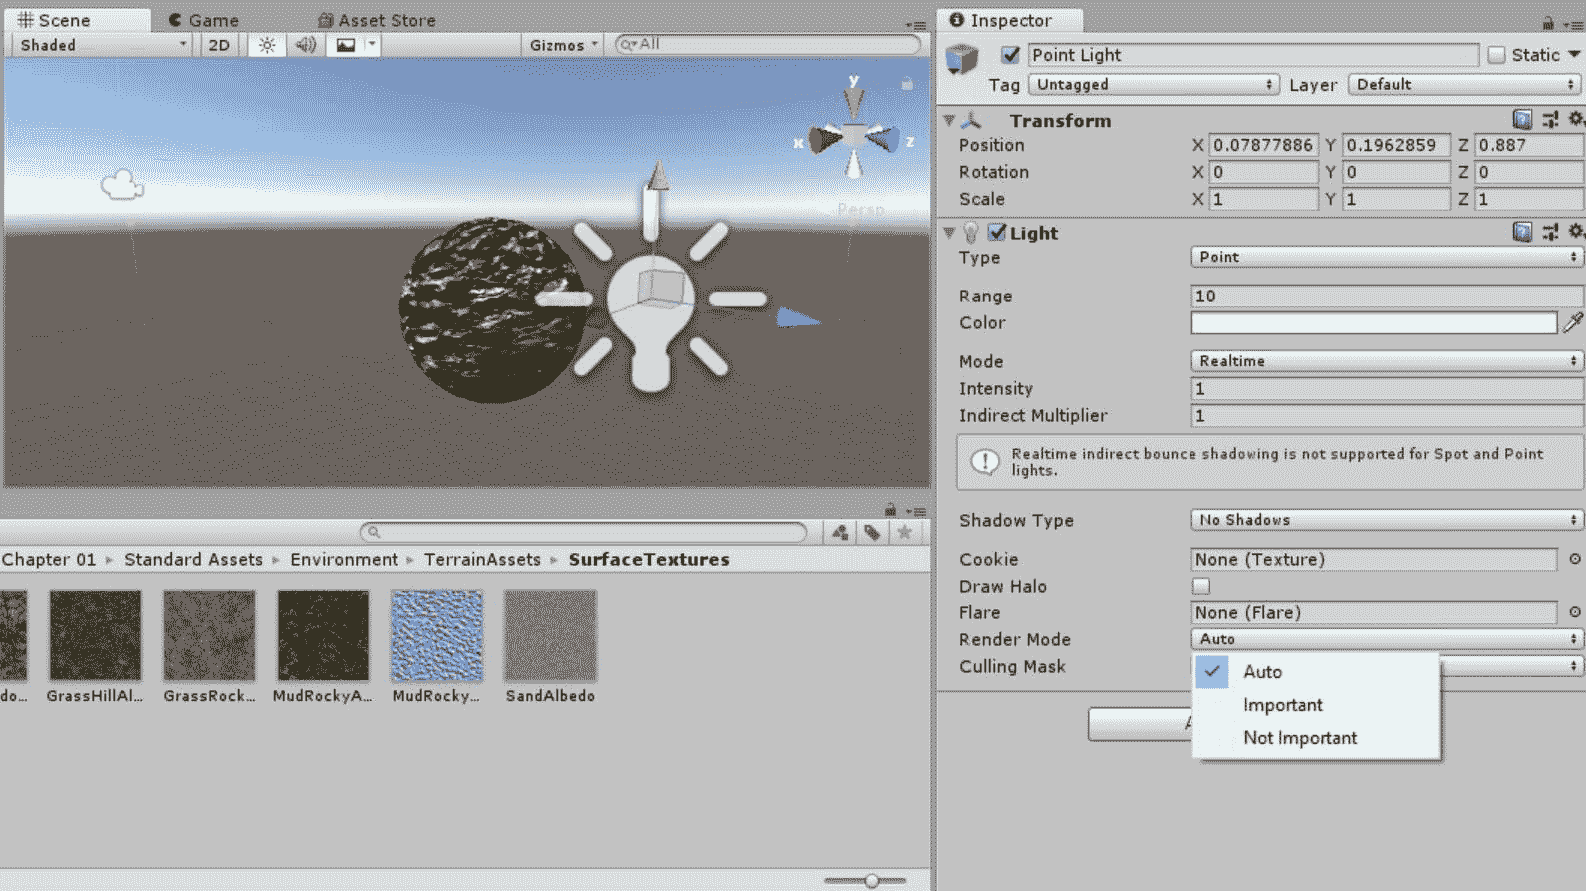 Scene
Game
Asset Store
Shaded
2D
Gizmos
All
y
x
z
Persp
Chapter 01
Standard Assets
Environment
TerrainAssets
SurfaceTextures
do...
GrassHillAl...
GrassRock...
MudRockyA...
MudRocky...
SandAlbedo
Inspector
Point Light
Static
Tag Untagged Layer Default
Transform
Position X 0.07877886 Y 0.1962859 Z 0.887
Rotation X 0 Y 0 Z 0
Scale X 1 Y 1 Z 1
Light
Type Point
Range 10
Color
Mode Realtime
Intensity 1
Indirect Multiplier 1
Realtime indirect bounce shadowing is not supported for Spot and Point
lights.
Shadow Type No Shadows
Cookie None (Texture)
Draw Halo
Flare None (Flare)
Render Mode Auto
Culling Mask
Auto
Important
Not Important